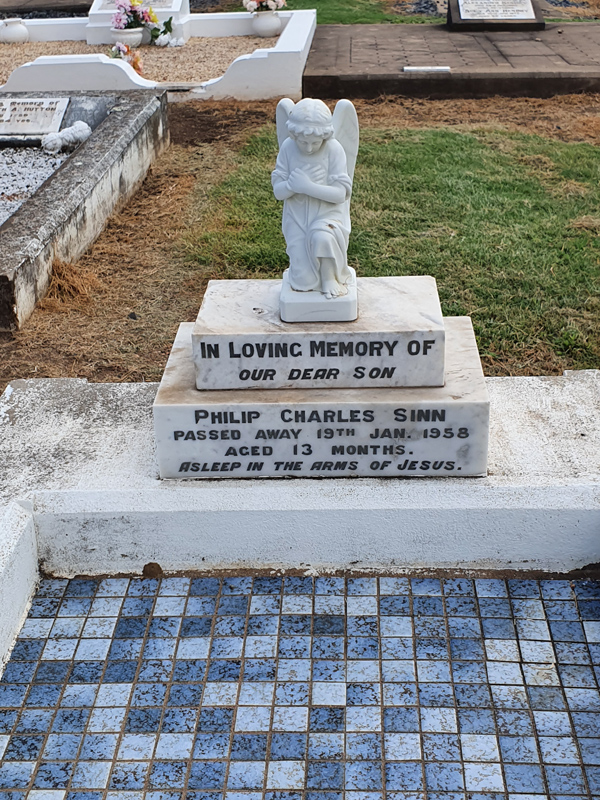 IN LOVING MEMORY OF
OUR DEAR SON
PHILIP CHARLES SINN
PASSED AWAY 19TH JAN. 1958
AGED 13 MONTHS.
ASLEEP IN THE ARMS OF JESUS.